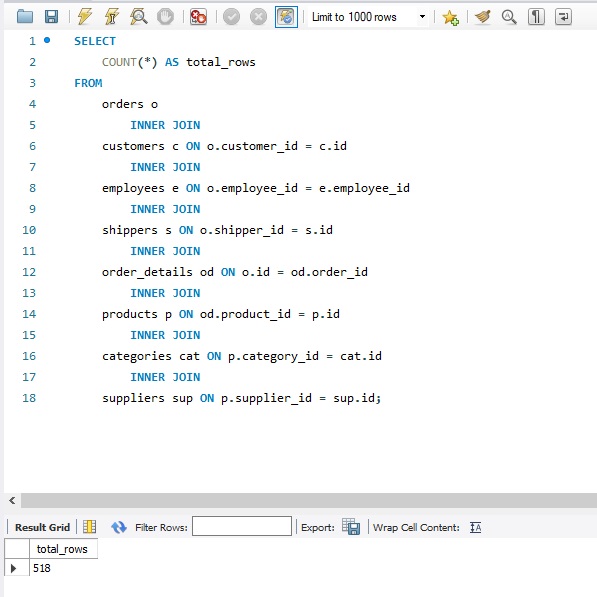 Limit to 1000 rows
1 SELECT
2 COUNT(*) AS total_rows
3 FROM
4 orders o
5 INNER JOIN
6 customers c ON o.customer_id = c.id
7 INNER JOIN
8 employees e ON o.employee_id = e.employee_id
9 INNER JOIN
10 shippers s ON o.shipper_id = s.id
11 INNER JOIN
12 order_details od ON o.id = od.order_id
13 INNER JOIN
14 products p ON od.product_id = p.id
15 INNER JOIN
16 categories cat ON p.category_id = cat.id
17 INNER JOIN
18 suppliers sup ON p.supplier_id = sup.id;
Result Grid Filter Rows: Export: Wrap Cell Content: IA
total_rows
518